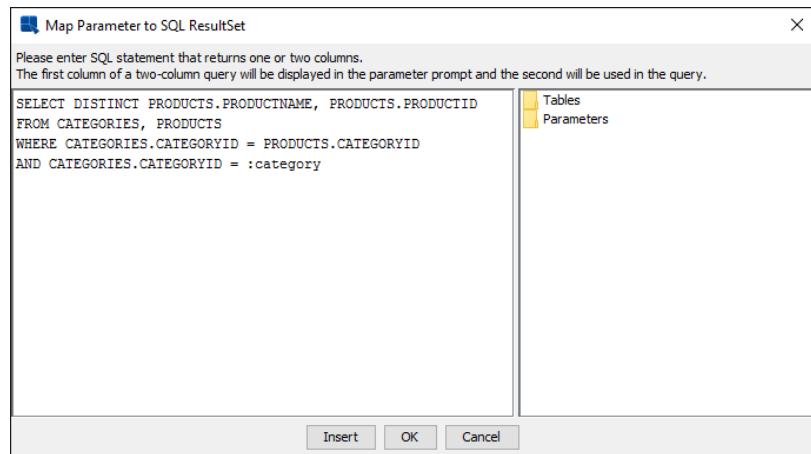 Map Parameter to SQL ResultSet
Please enter SQL statement that returns one or two columns.
The first column of a two-column query will be displayed in the parameter prompt and the second will be used in the query.
SELECT DISTINCT PRODUCTS.PRODUCTNAME, PRODUCTS.PRODUCTID
FROM CATEGORIES, PRODUCTS
WHERE CATEGORIES.CATEGORYID = PRODUCTS.CATEGORYID
AND CATEGORIES.CATEGORYID = :category
Tables
Parameters
Insert OK Cancel